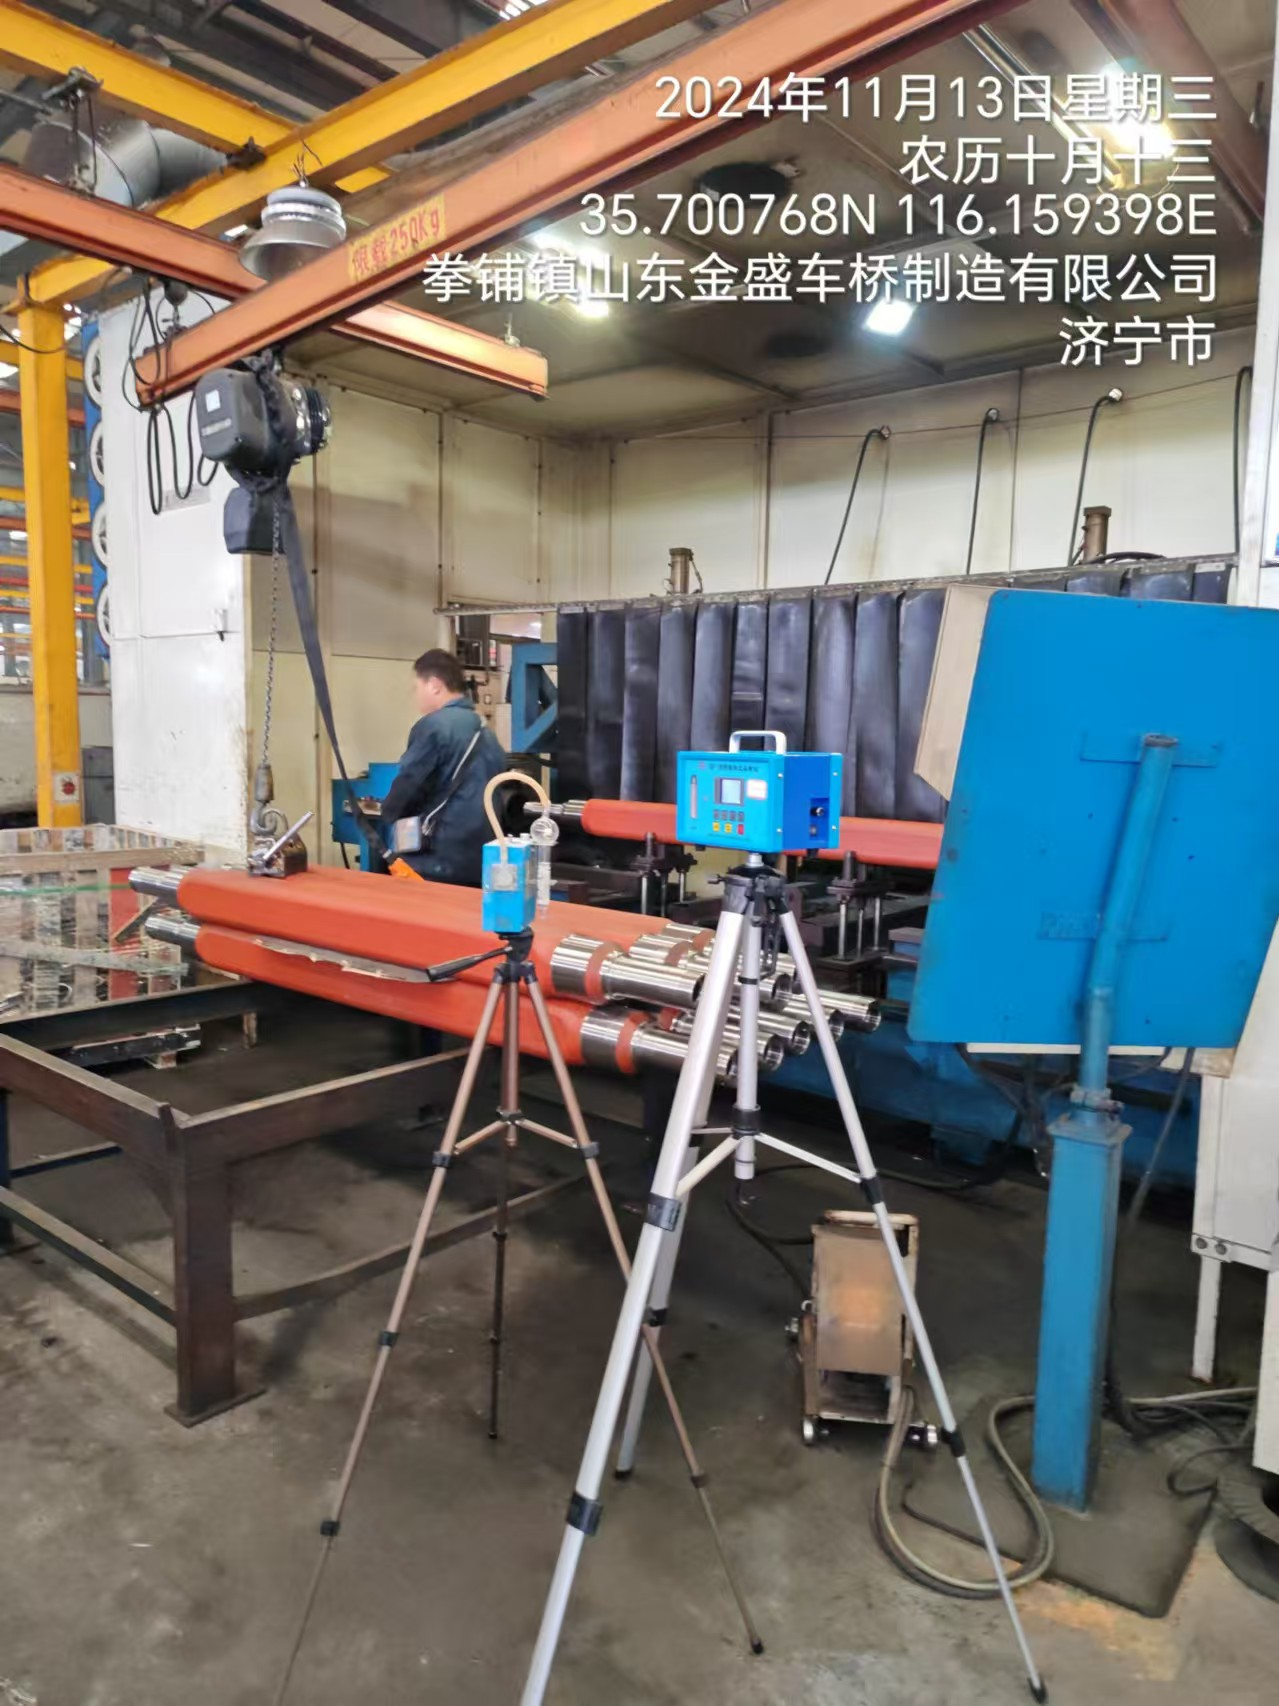 2024年11月13日星期三
农历十月十三
35.700768N 116.159398E
拳铺镇山东金盛车桥制造有限公司
济宁市
限载250Kg